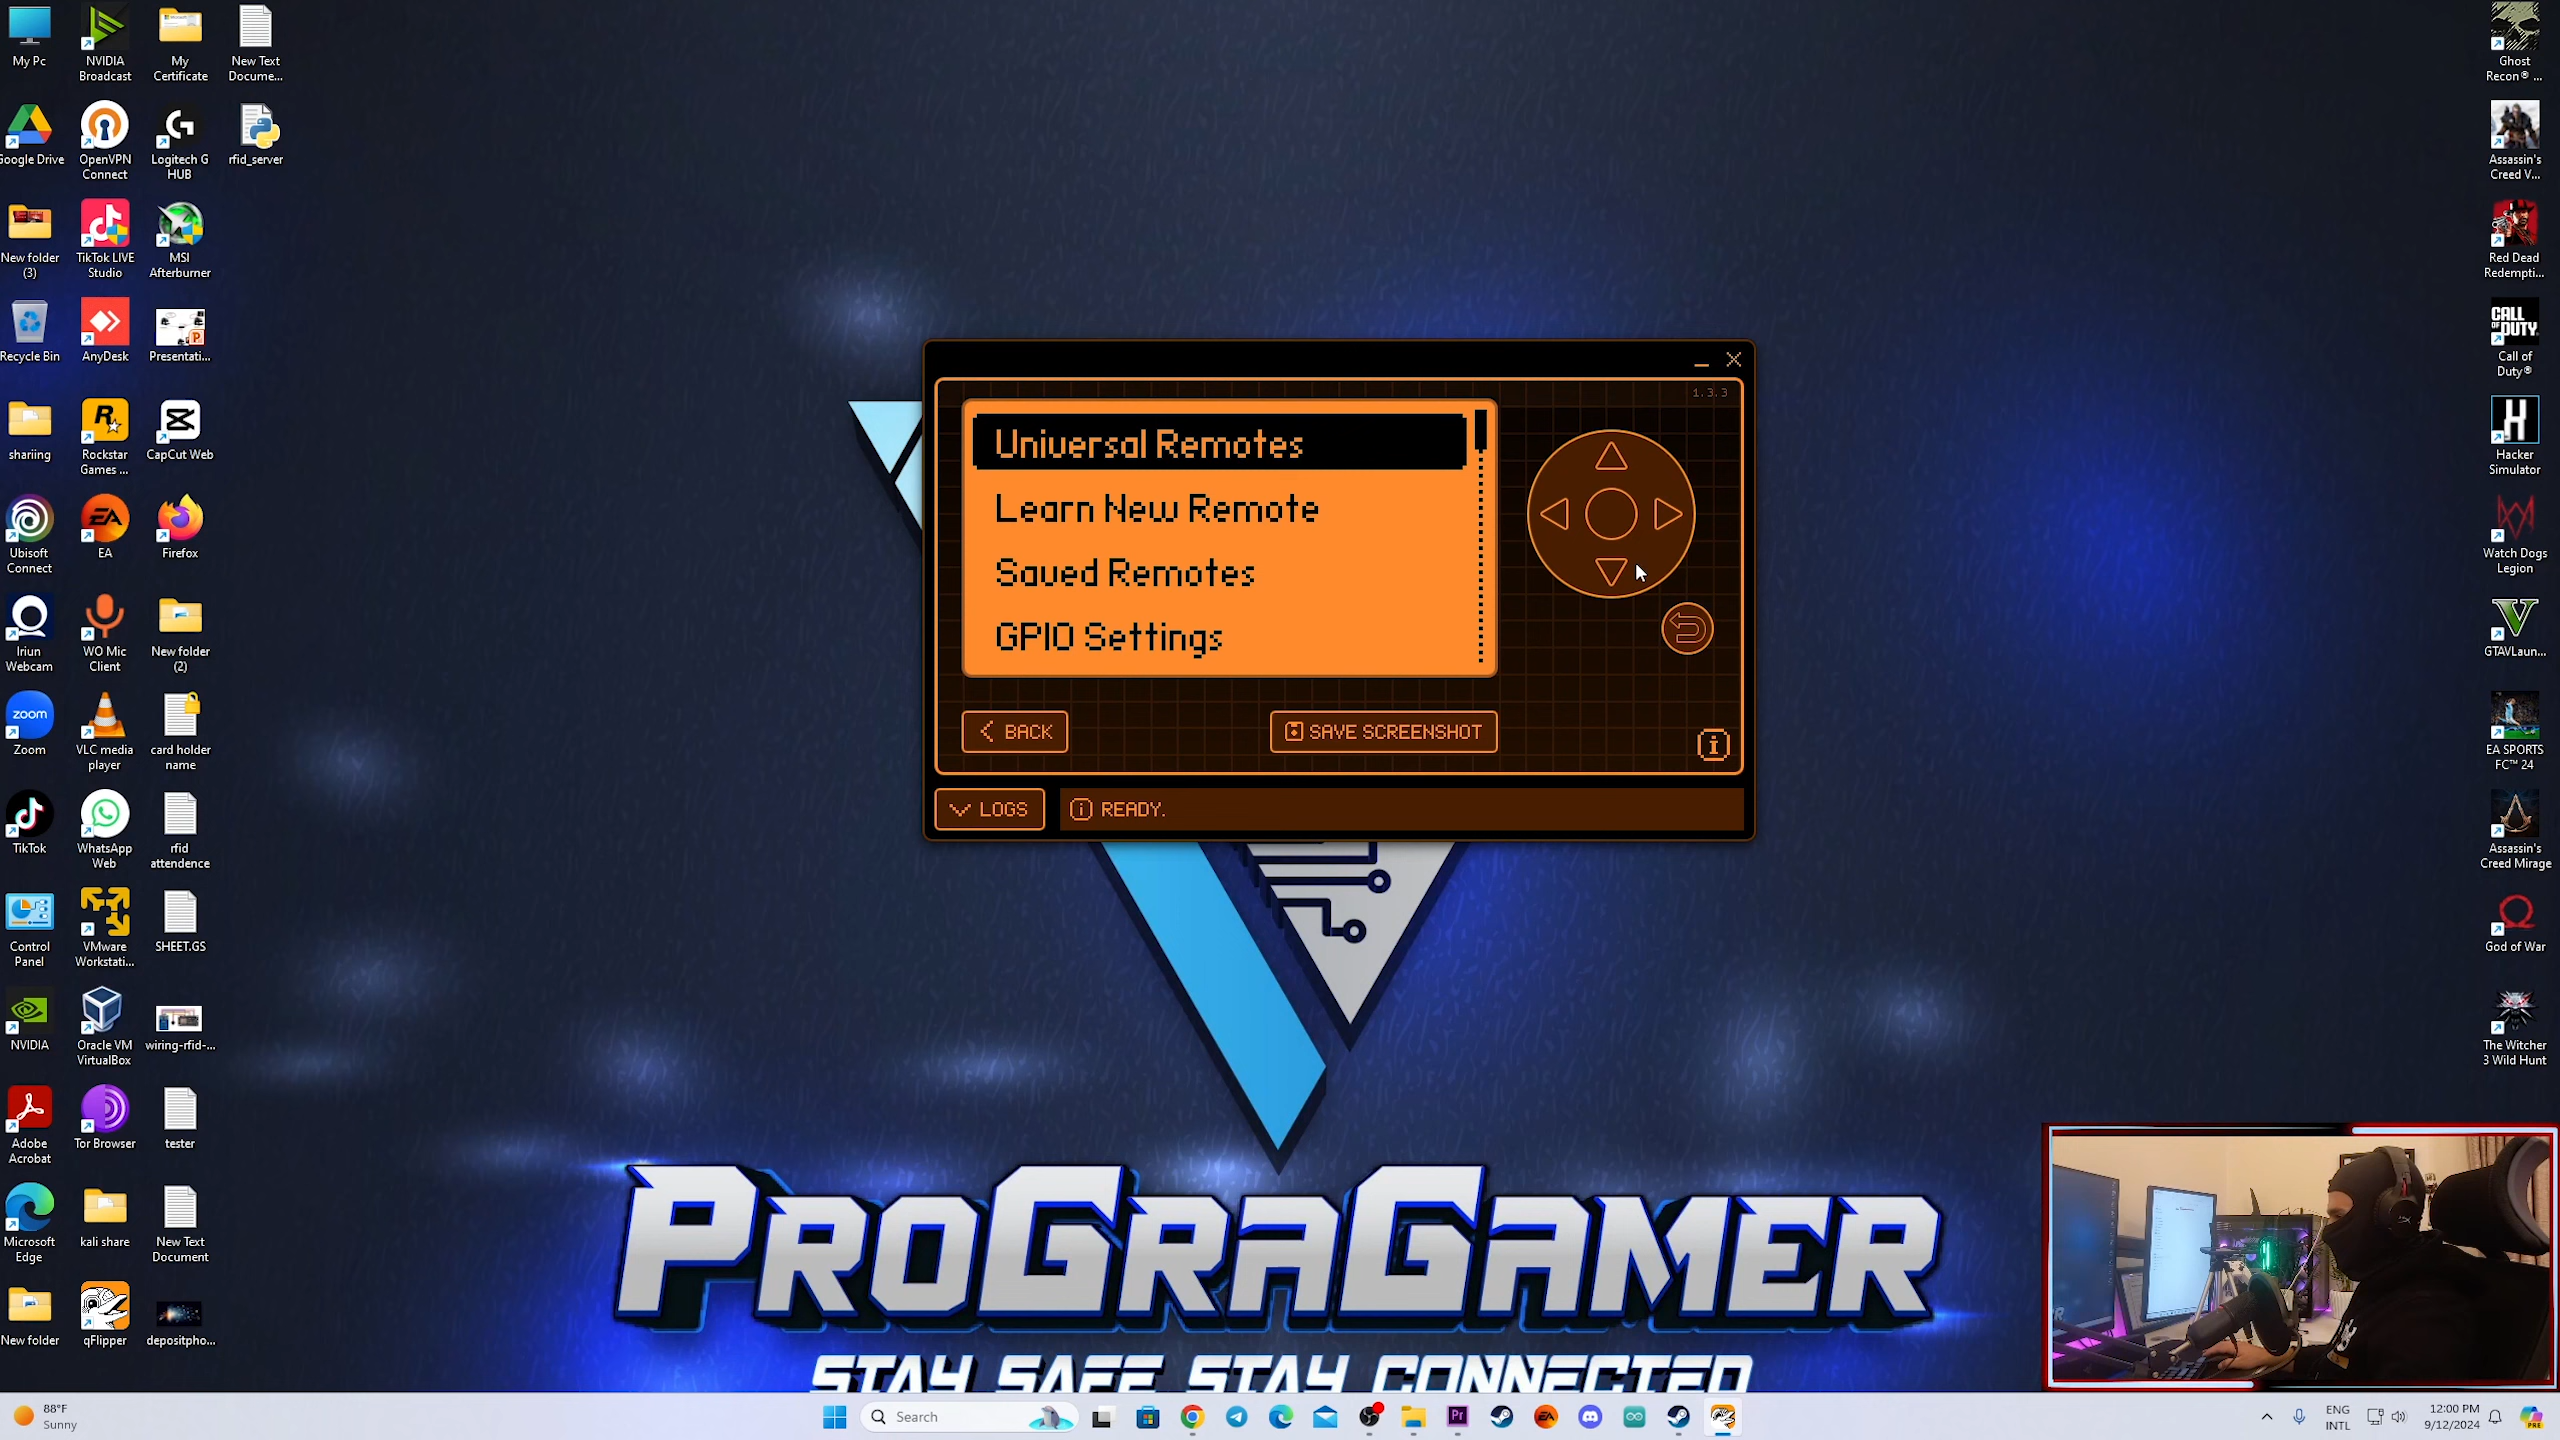 My Pc
NVIDIA
Broadcast
My
Certificate
New Text
Docume...
Google Drive
OpenVPN
Connect
Logitech G
HUB
rfid_server
New folder
(3)
TikTok LIVE
Studio
MSI
Afterburner
Recycle Bin
AnyDesk
Presentati...
shariing
Rockstar
Games ...
CapCut Web
Ubisoft
Connect
EA
Firefox
Iriun
Webcam
WO Mic
Client
New folder
(2)
zoom
Zoom
VLC media
player
card holder
name
TikTok
WhatsApp
Web
rfid
attendence
Control
Panel
VMware
Workstati...
SHEET.GS
NVIDIA
Oracle VM
VirtualBox
wiring-rfid-...
Adobe
Acrobat
Tor Browser
tester
Microsoft
Edge
kali share
New Text
Document
New folder
qFlipper
depositpho...
1.3.3
Universal Remotes
Learn New Remote
Saved Remotes
GPIO Settings
BACK
SAVE SCREENSHOT
LOGS
READY.
PROGRAGAMER
STAY SAFE STAY CONNECTED
Ghost
Recon® ...
Assassin's
Creed V...
Red Dead
Redempti...
CALL OF DUTY
Call of
Duty®
Hacker
Simulator
Watch Dogs
Legion
GTAVLaun...
EA SPORTS
FC™ 24
Assassin's
Creed Mirage
God of War
The Witcher
3 Wild Hunt
88°F
Sunny
Search
Pr
ENG
INTL
12:00 PM
9/12/2024
PRE